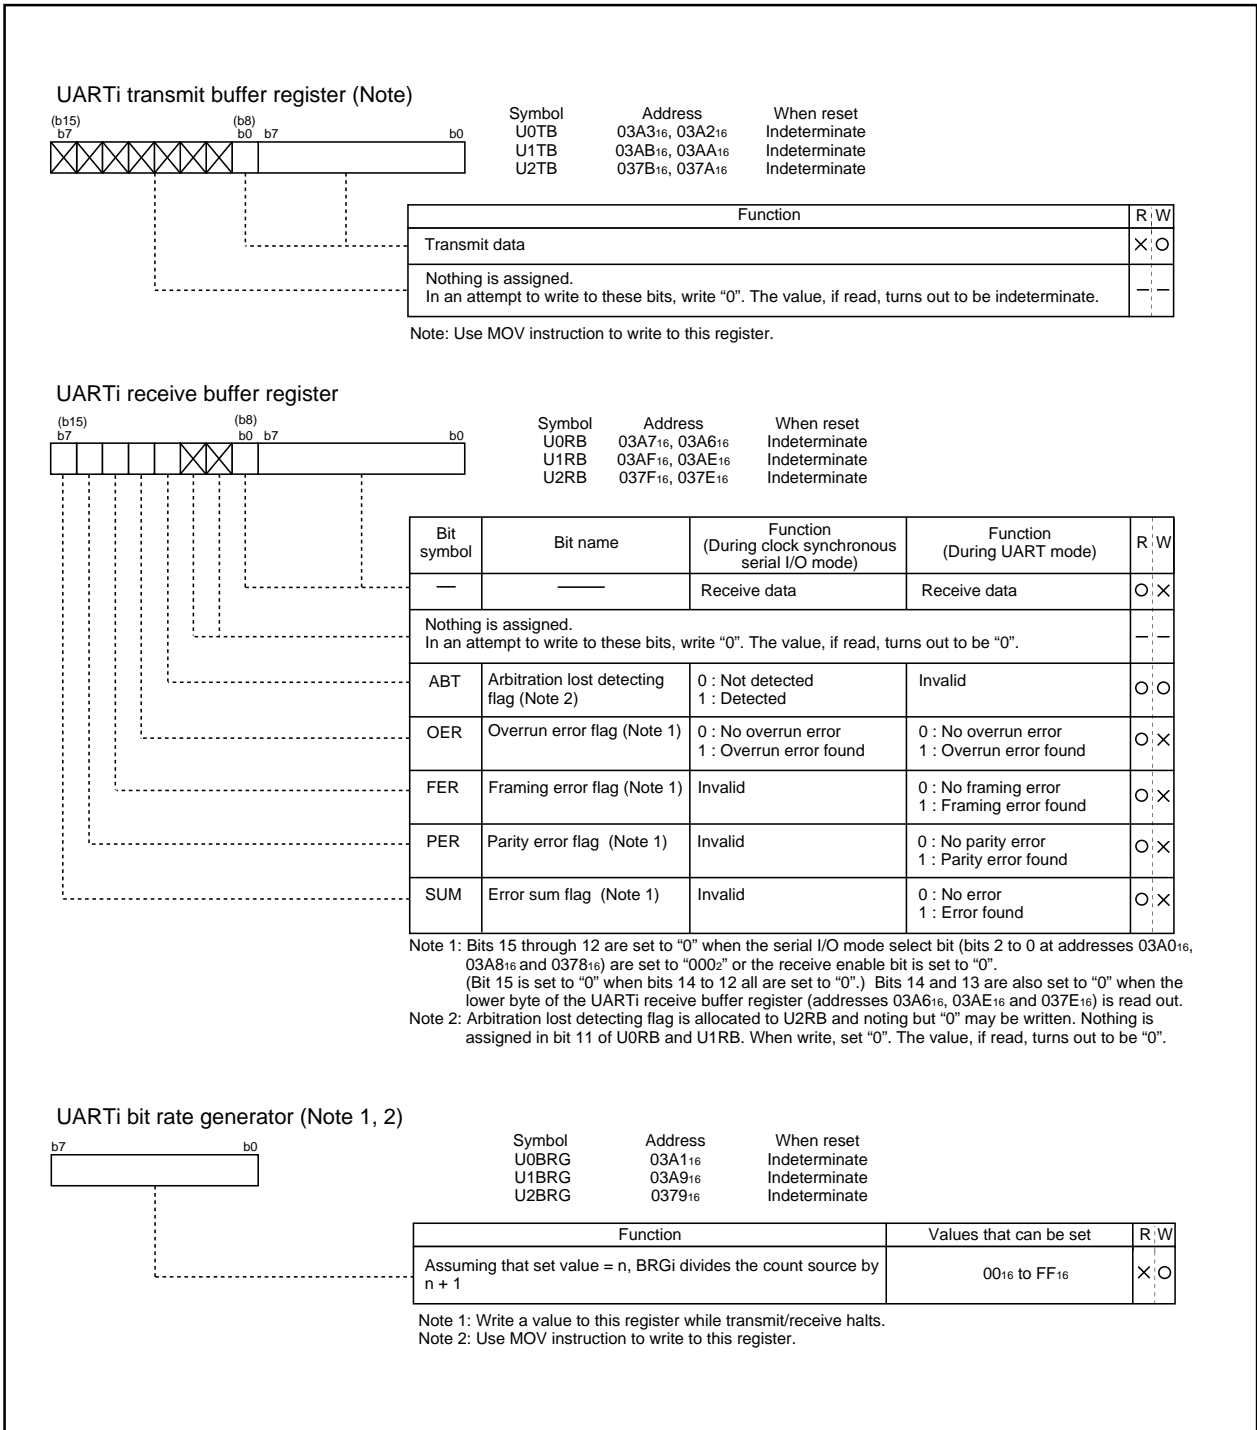 UARTi transmit buffer register (Note)
(b15) (b8)
b7 b0 b7 b0
Symbol Address When reset
U0TB 03A316, 03A216 Indeterminate
U1TB 03AB16, 03AA16 Indeterminate
U2TB 037B16, 037A16 Indeterminate
Function R W
Transmit data
Nothing is assigned.
In an attempt to write to these bits, write “0”. The value, if read, turns out to be indeterminate.
Note: Use MOV instruction to write to this register.
UARTi receive buffer register
(b15) (b8)
b7 b0 b7 b0
Symbol Address When reset
U0RB 03A716, 03A616 Indeterminate
U1RB 03AF16, 03AE16 Indeterminate
U2RB 037F16, 037E16 Indeterminate
Bit symbol Bit name Function (During clock synchronous serial I/O mode) Function (During UART mode) R W
Receive data Receive data
Nothing is assigned.
In an attempt to write to these bits, write “0”. The value, if read, turns out to be “0”.
ABT Arbitration lost detecting 0 : Not detected Invalid
flag (Note 2) 1 : Detected
OER Overrun error flag (Note 1) 0 : No overrun error 0 : No overrun error
1 : Overrun error found 1 : Overrun error found
FER Framing error flag (Note 1) Invalid 0 : No framing error
1 : Framing error found
PER Parity error flag (Note 1) Invalid 0 : No parity error
1 : Parity error found
SUM Error sum flag (Note 1) Invalid 0 : No error
1 : Error found
Note 1: Bits 15 through 12 are set to “0” when the serial I/O mode select bit (bits 2 to 0 at addresses 03A016,
03A816 and 037816) are set to “0002” or the receive enable bit is set to “0”.
(Bit 15 is set to “0” when bits 14 to 12 all are set to “0”.) Bits 14 and 13 are also set to “0” when the
lower byte of the UARTi receive buffer register (addresses 03A616, 03AE16 and 037E16) is read out.
Note 2: Arbitration lost detecting flag is allocated to U2RB and noting but “0” may be written. Nothing is
assigned in bit 11 of U0RB and U1RB. When write, set “0”. The value, if read, turns out to be “0”.
UARTi bit rate generator (Note 1, 2)
b7 b0
Symbol Address When reset
U0BRG 03A116 Indeterminate
U1BRG 03A916 Indeterminate
U2BRG 037916 Indeterminate
Function Values that can be set R W
Assuming that set value = n, BRGi divides the count source by
n + 1 0016 to FF16
Note 1: Write a value to this register while transmit/receive halts.
Note 2: Use MOV instruction to write to this register.